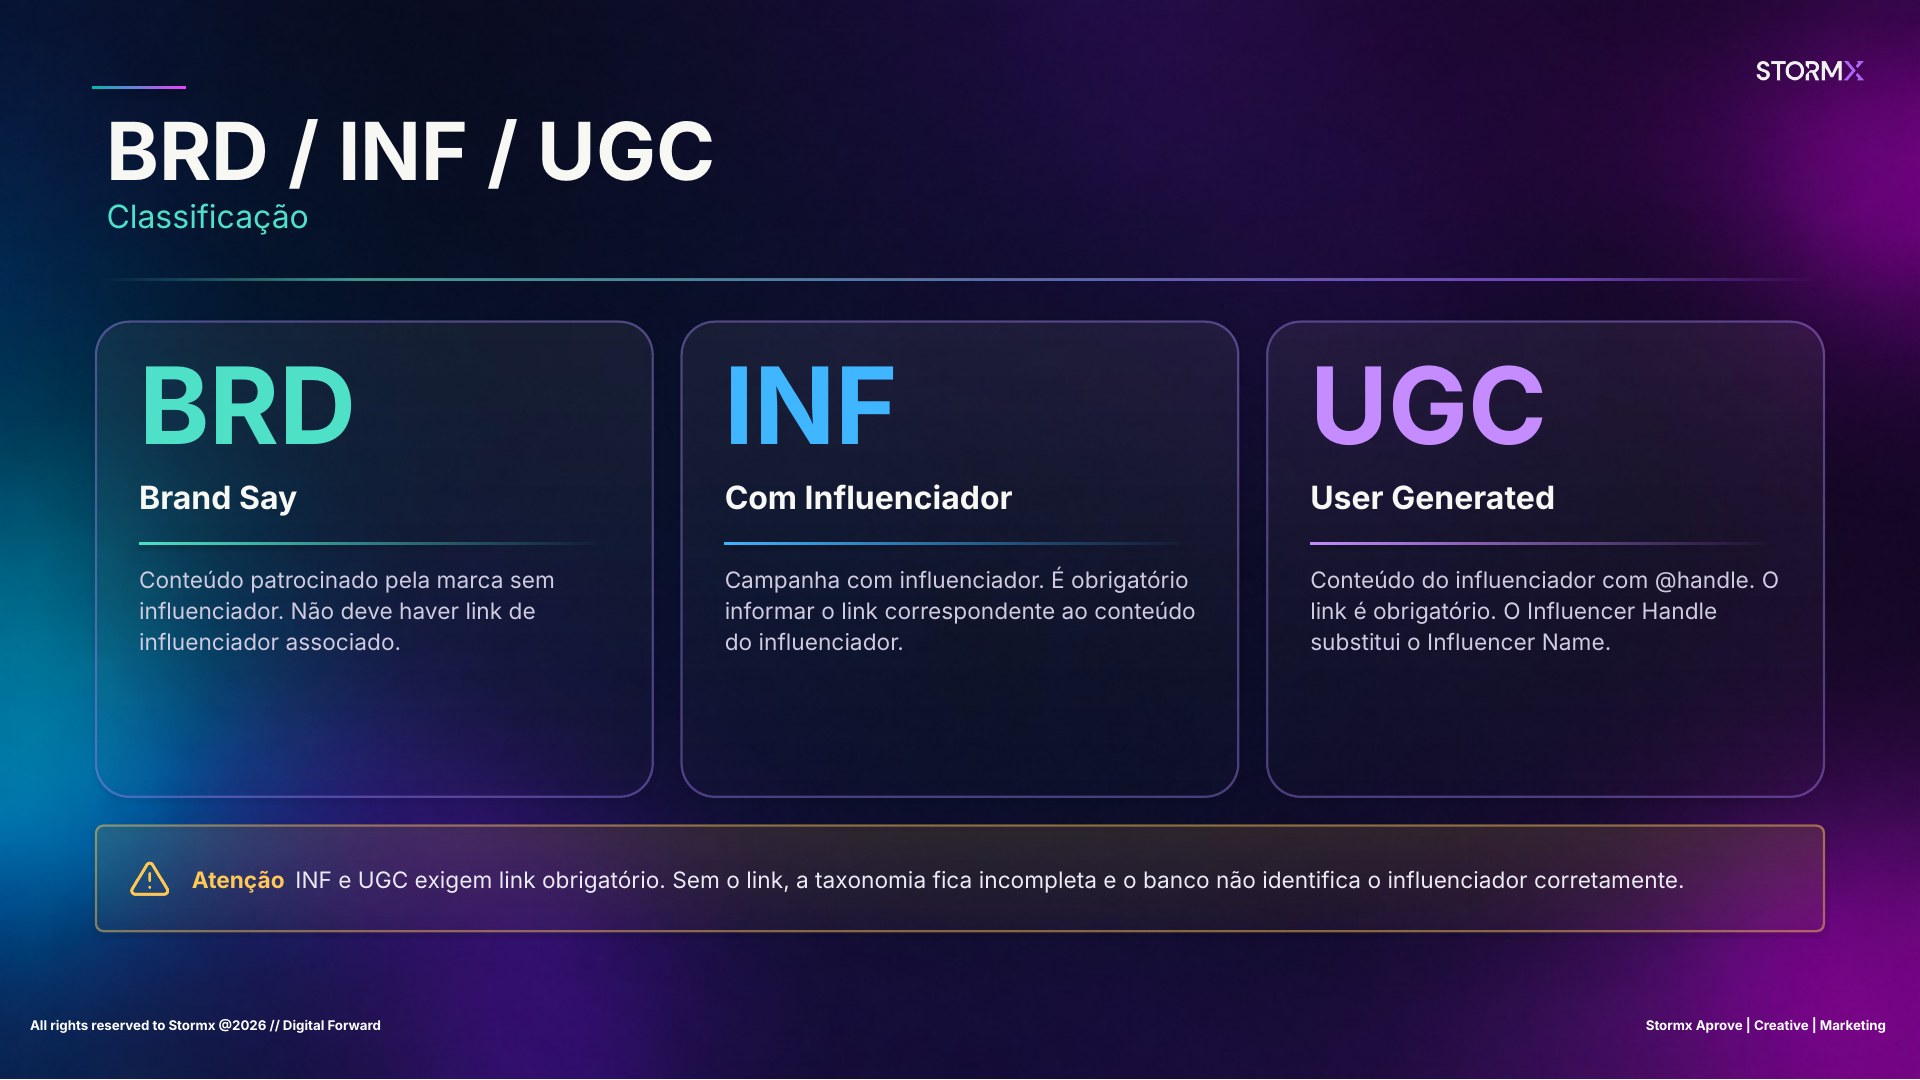 STORMX
BRD / INF / UGC
Classificação
BRD
Brand Say
Conteúdo patrocinado pela marca sem
influenciador. Não deve haver link de
influenciador associado.
INF
Com Influenciador
Campanha com influenciador. É obrigatório
informar o link correspondente ao conteúdo
do influenciador.
UGC
User Generated
Conteúdo do influenciador com @handle. O
link é obrigatório. O Influencer Handle
substitui o Influencer Name.
Atenção INF e UGC exigem link obrigatório. Sem o link, a taxonomia fica incompleta e o banco não identifica o influenciador corretamente.
All rights reserved to Stormx @2026 // Digital Forward
Stormx Aprove | Creative | Marketing